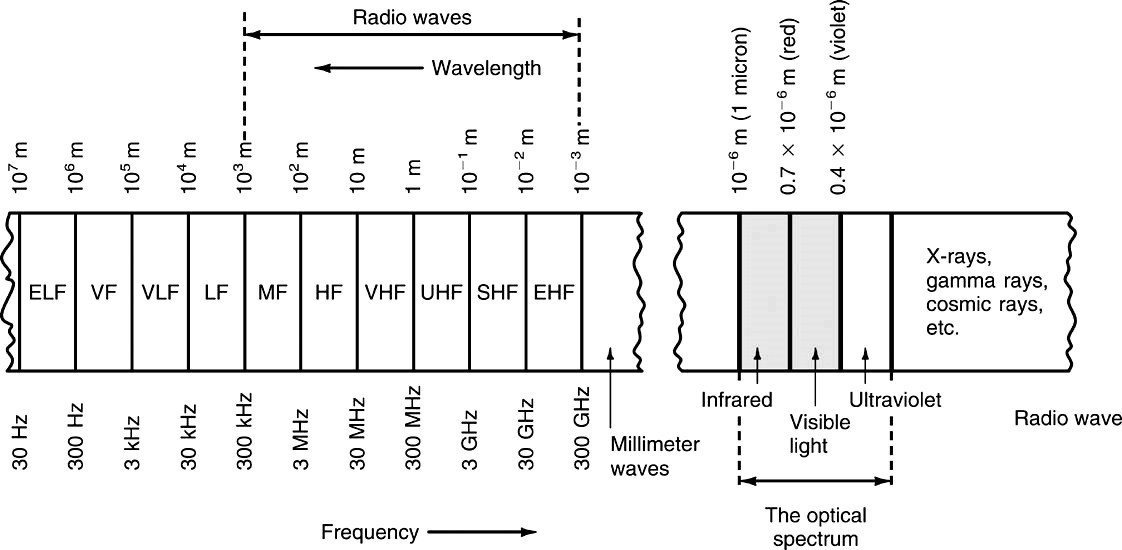 Radio waves
Wavelength
10⁷ m
10⁶ m
10⁵ m
10⁴ m
10³ m
10² m
10 m
1 m
10⁻¹ m
10⁻² m
10⁻³ m
10⁻⁶ m (1 micron)
0.7 × 10⁻⁶ m (red)
0.4 × 10⁻⁶ m (violet)
ELF
VF
VLF
LF
MF
HF
VHF
UHF
SHF
EHF
X-rays,
gamma rays,
cosmic rays,
etc.
30 Hz
300 Hz
3 kHz
30 kHz
300 kHz
3 MHz
30 MHz
300 MHz
3 GHz
30 GHz
300 GHz
Millimeter
waves
Infrared
Visible
light
Ultraviolet
Radio wave
The optical
spectrum
Frequency